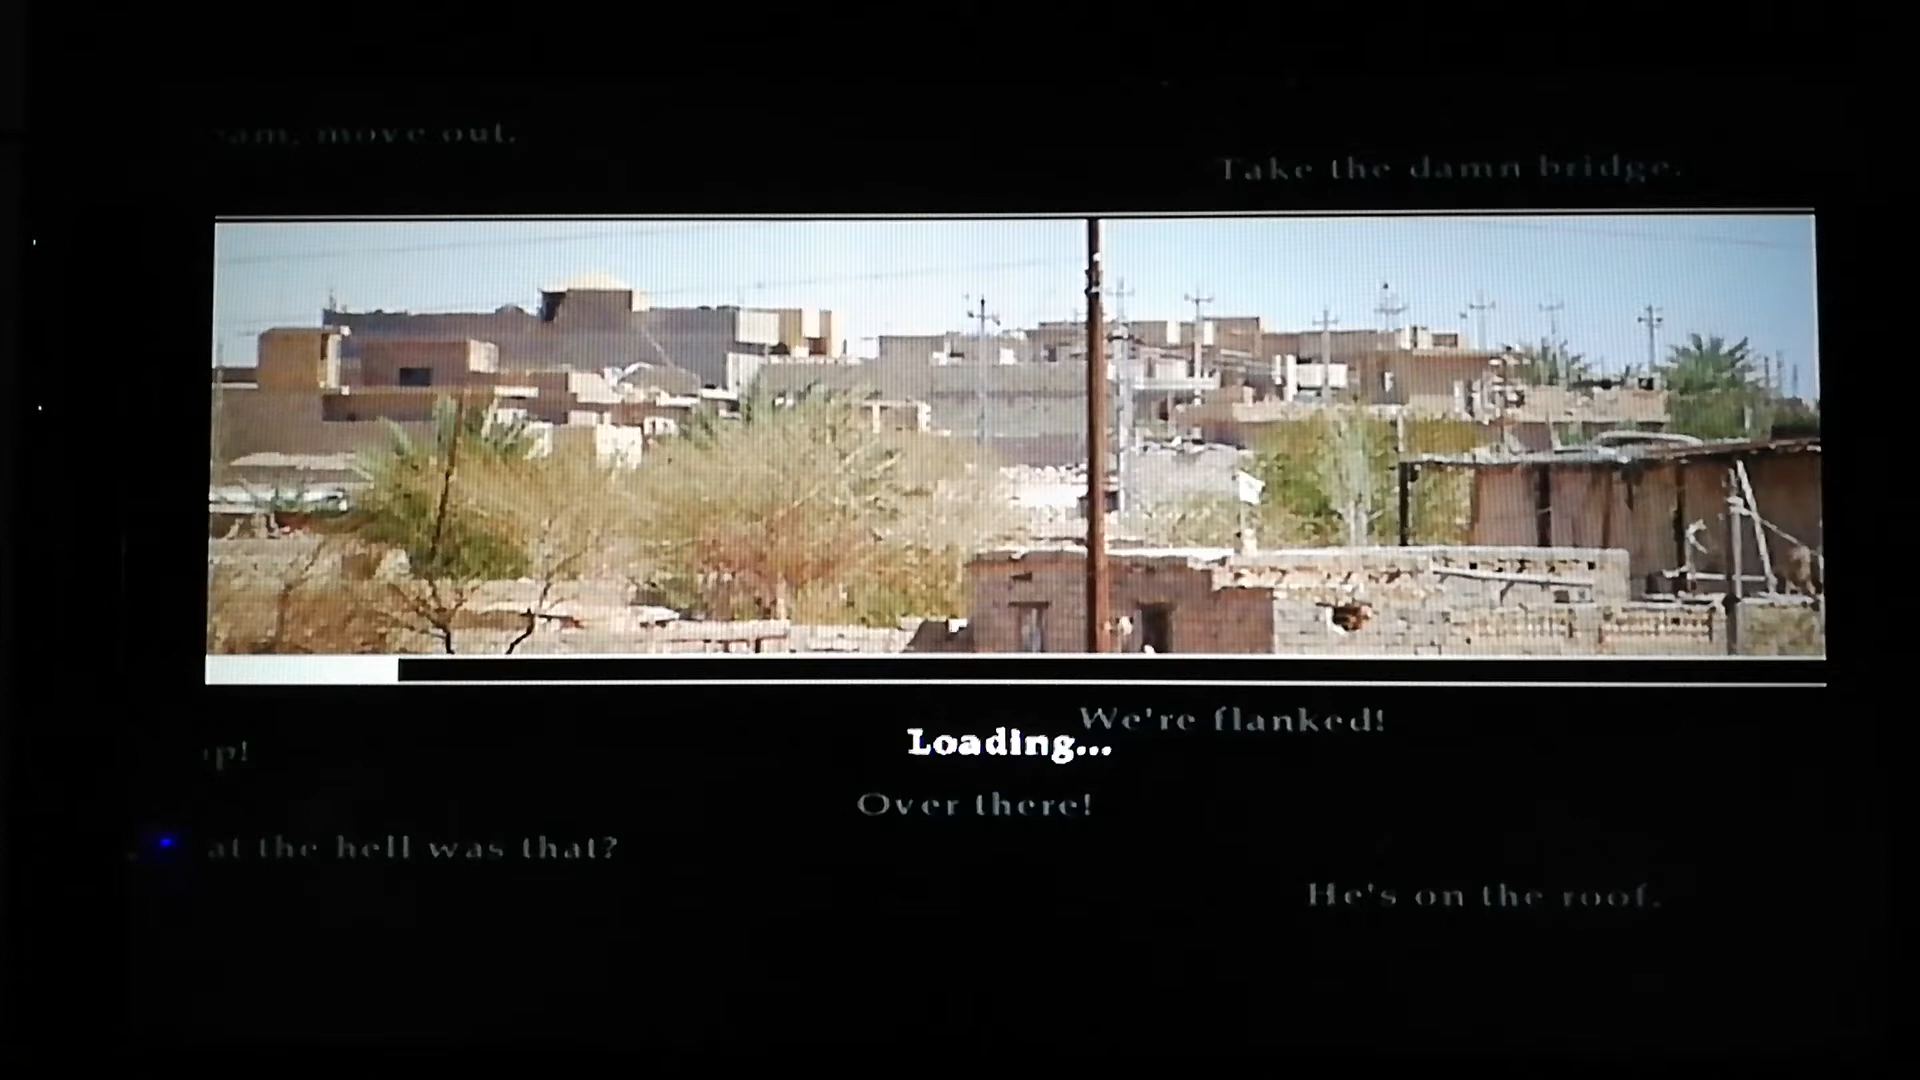 move out.
Take the damn bridge.
We're flanked!
Loading...
Over there!
the hell was that?
He's on the roof.